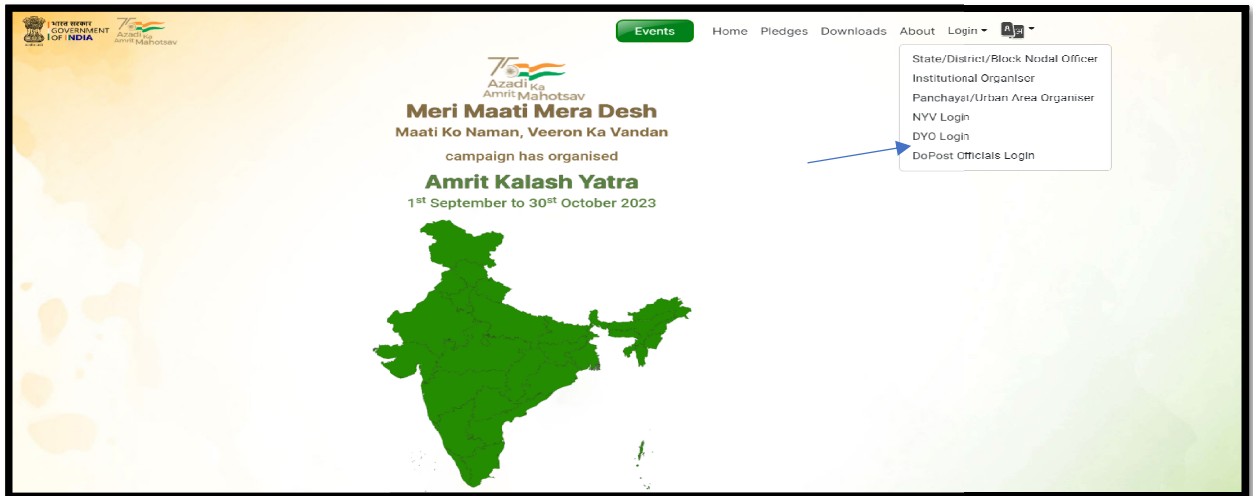 भारत सरकार
GOVERNMENT
OF INDIA
Azadi Ka
Amrit Mahotsav
Events
Home
Pledges
Downloads
About
Login
State/District/Block Nodal Officer
Institutional Organiser
Panchayat/Urban Area Organiser
NYV Login
DYO Login
DoPost Officials Login
Azadi Ka
Amrit Mahotsav
Meri Maati Mera Desh
Maati Ko Naman, Veeron Ka Vandan
campaign has organised
Amrit Kalash Yatra
1st September to 30st October 2023